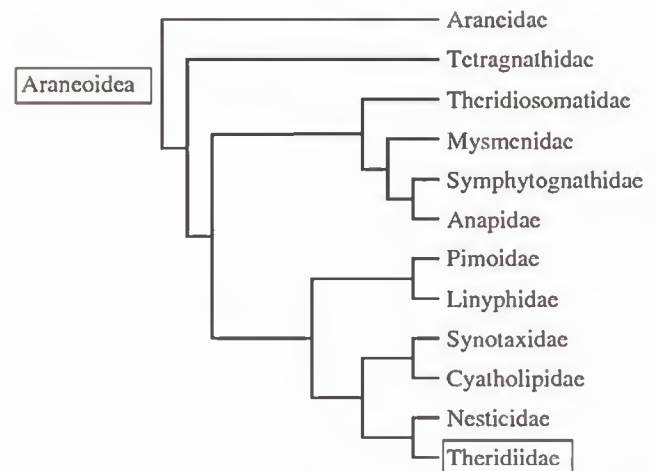 Araneidae
Tetragnathidae
Araneoidea
Theridiosomatidae
Mysmenidae
Symphytognathidae
Anapidae
Pimoidae
Linyphidae
Synotaxidae
Cyatholipidae
Nesticidae
Theridiidae